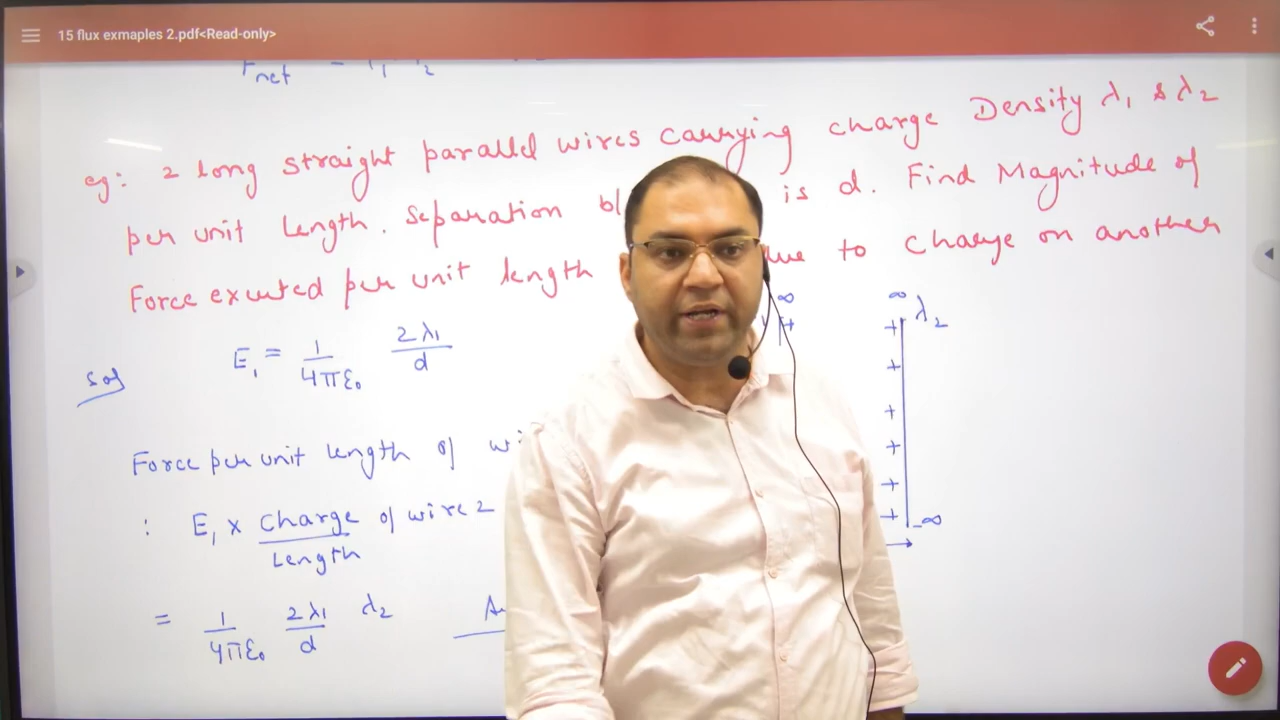 15 flux exmaples 2.pdf<Read-only>
net
eg: 2 long straight parallel wires carrying charge Density λ₁ & λ₂
per unit length. Separation is d. Find Magnitude of
Force exerted per unit length due to charge on another
Sol E₁ = 1/4πε₀ 2λ₁/d
∞ ∞ λ₂
+ +
+
+
+
+
+
-∞
Force per unit length of
: E₁ x Charge/Length of wire 2
= 1/4πε₀ 2λ₁/d λ₂